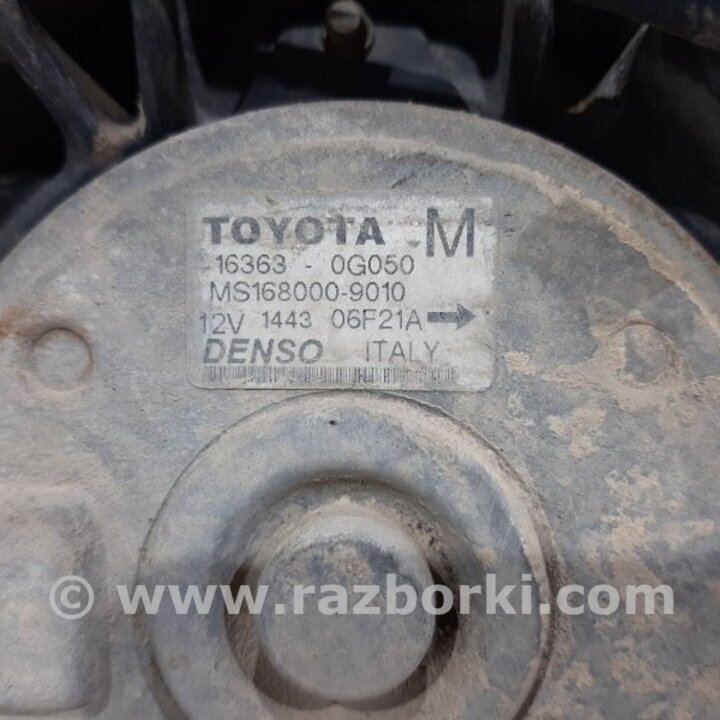 TOYOTA M
16363 - 0G050
MS168000-9010
12V 1443 06F21A→
DENSO ITALY
© www.razborki.com